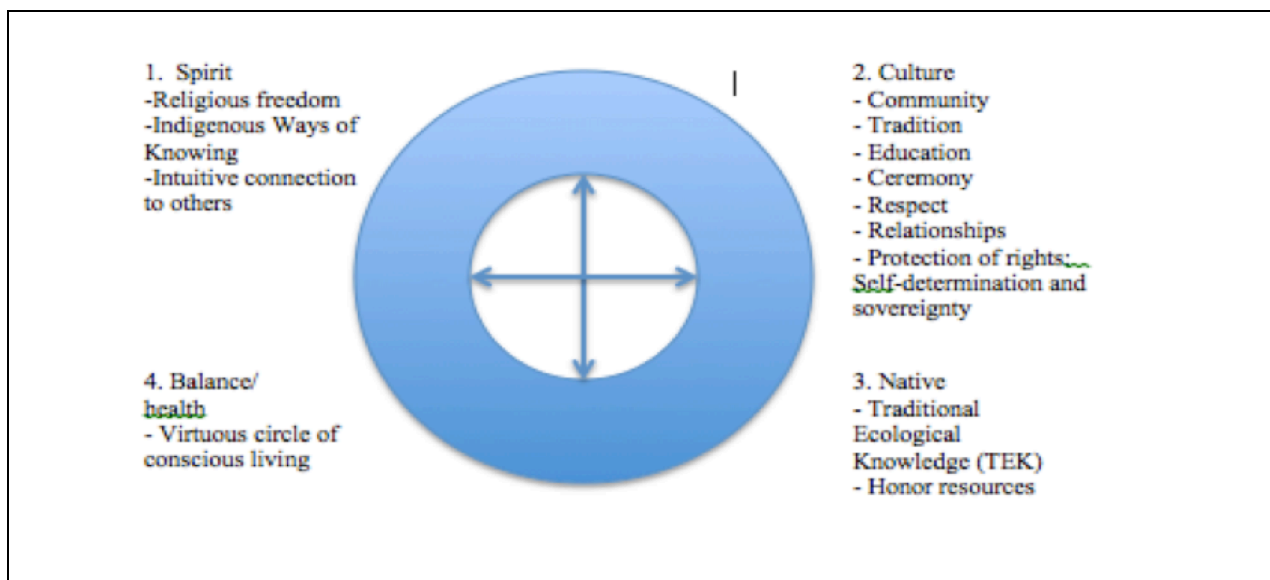 1.  Spirit
-Religious freedom
-Indigenous Ways of
Knowing
-Intuitive connection
to others
2. Culture
- Community
- Tradition
- Education
- Ceremony
- Respect
- Relationships
- Protection of rights;
Self-determination and
sovereignty
3. Native
- Traditional
Ecological
Knowledge (TEK)
- Honor resources
4. Balance/
health
- Virtuous circle of
conscious living